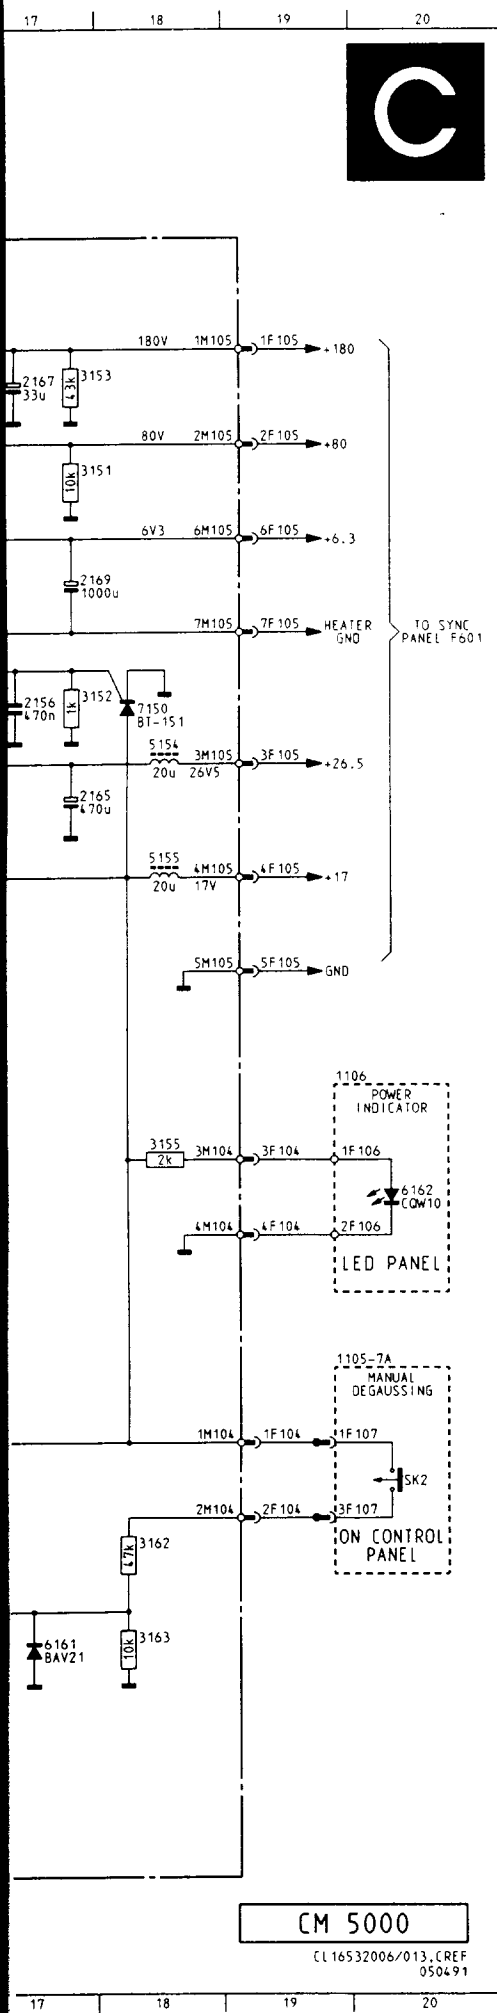 17 18 19 20
C
180V 1M105 1F105 +180
2167
33u
43k
3153
80V 2M105 2F105 +80
10k
3151
6V3 6M105 6F105 +6.3
2169
1000u
7M105 7F105 HEATER
GND
TO SYNC
PANEL F601
2156
470n
1k
3152
7150
BT-151
5154
20u
3M105 3F105 +26.5
26V5
2165
470u
5155
20u
4M105 4F105 +17
17V
5M105 5F105 GND
1106
POWER
INDICATOR
3155
2k
3M104 3F104 1F106
6162
CQW10
4M104 4F104 2F106
LED PANEL
1105-7A
MANUAL
DEGAUSSING
1M104 1F104 1F107
SK2
2M104 2F104 3F107
ON CONTROL
PANEL
47k
3162
6161
BAV21
10k
3163
CM 5000
CL16532006/013.CREF
050491
17 18 19 20